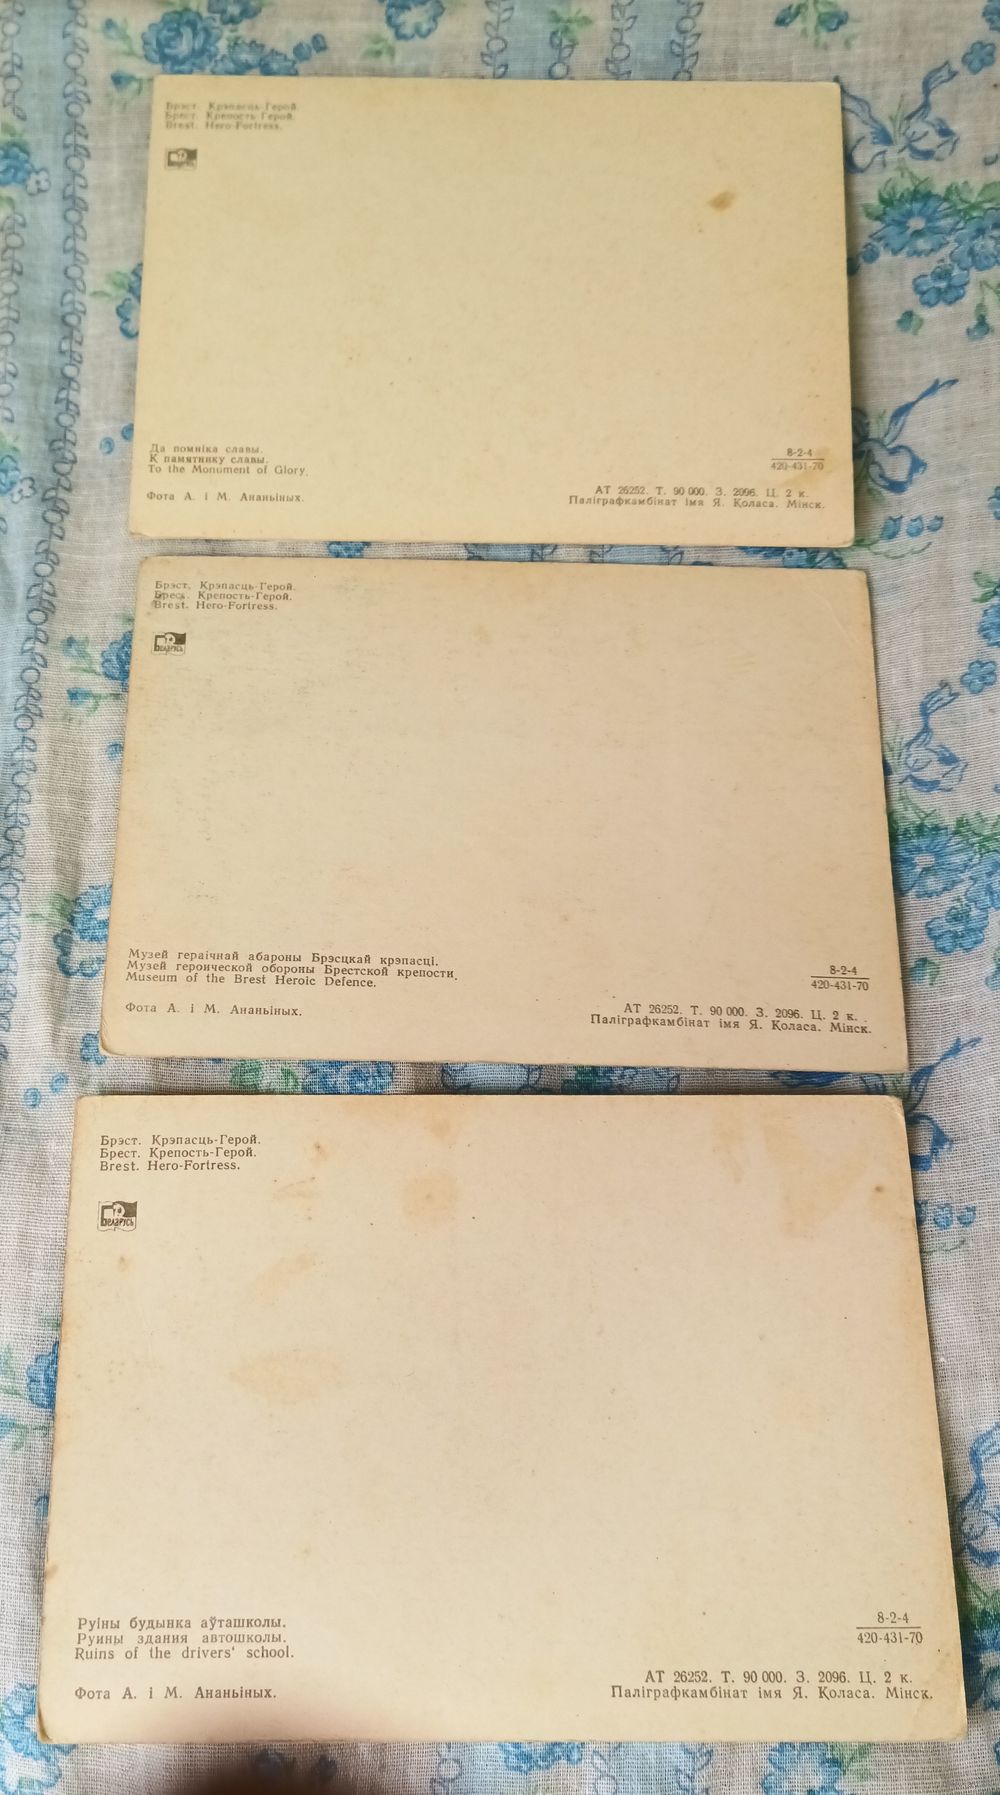 Брэст. Крэпасць-Герой.
Брест. Крепость-Герой.
Brest. Hero-Fortress.
Да помніка славы.
К памятнику славы.
To the Monument of Glory.
Фота А. і М. Ананьіных.
8-2-4
420-431-70
АТ 26252. Т. 90 000. З. 2096. Ц. 2 к.
Паліграфкамбінат імя Я. Коласа. Мінск.
Брэст. Крэпасць-Герой.
Брест. Крепость-Герой.
Brest. Hero-Fortress.
Беларусь
Музей гераічнай абароны Брэсцкай крэпасці.
Музей героической обороны Брестской крепости.
Museum of the Brest Heroic Defence.
Фота А. і М. Ананьіных.
8-2-4
420-431-70
АТ 26252. Т. 90 000. З. 2096. Ц. 2 к.
Паліграфкамбінат імя Я. Коласа. Мінск.
Брэст. Крэпасць-Герой.
Брест. Крепость-Герой.
Brest. Hero-Fortress.
Беларусь
Руіны будынка аўташколы.
Руины здания автошколы.
Ruins of the drivers' school.
Фота А. і М. Ананьіных.
8-2-4
420-431-70
АТ 26252. Т. 90 000. З. 2096. Ц. 2 к.
Паліграфкамбінат імя Я. Коласа. Мінск.